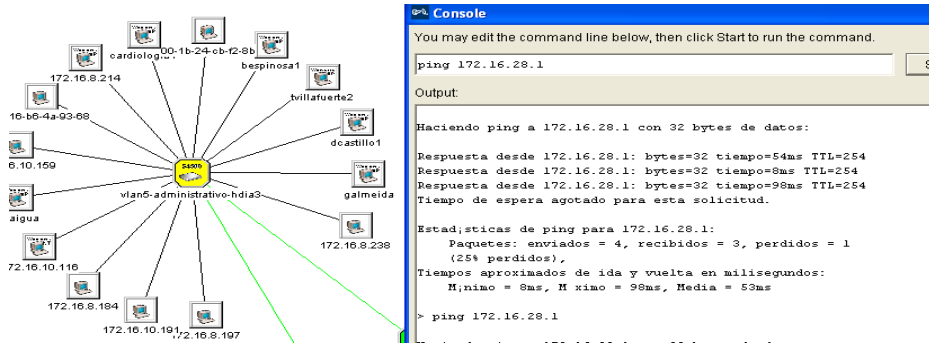 cardiolog
00-1b-24-cb-f2-8b
bespinosa1
172.16.8.214
tvillafuerte2
16-b6-4a-93-68
dcastillo1
6.10.159
S4500
vlan5-administrativo-hdia3
galmeida
aigua
172.16.8.238
72.16.10.116
172.16.8.184
172.16.10.191
172.16.8.197
Console
You may edit the command line below, then click Start to run the command.
ping 172.16.28.1
S
Output:
Haciendo ping a 172.16.28.1 con 32 bytes de datos:
Respuesta desde 172.16.28.1: bytes=32 tiempo=54ms TTL=254
Respuesta desde 172.16.28.1: bytes=32 tiempo=8ms TTL=254
Respuesta desde 172.16.28.1: bytes=32 tiempo=98ms TTL=254
Tiempo de espera agotado para esta solicitud.
Estad¡sticas de ping para 172.16.28.1:
Paquetes: enviados = 4, recibidos = 3, perdidos = 1
(25% perdidos),
Tiempos aproximados de ida y vuelta en milisegundos:
M¡nimo = 8ms, M ximo = 98ms, Media = 53ms
> ping 172.16.28.1